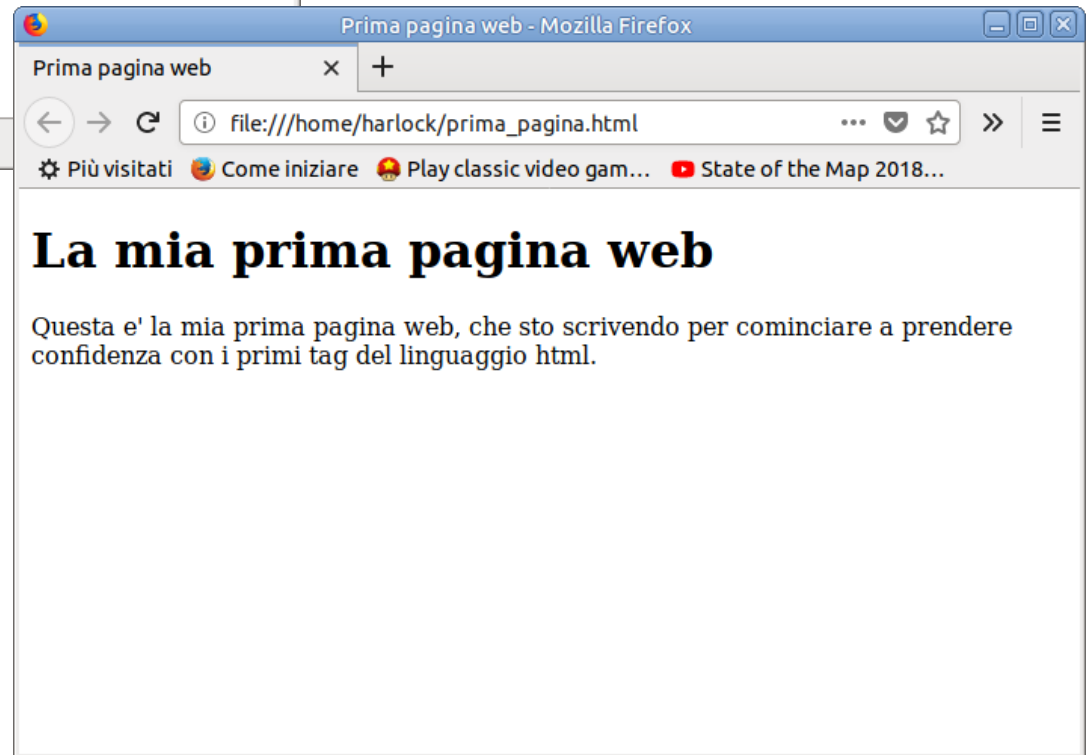 Prima pagina web - Mozilla Firefox
Prima pagina web
file:///home/harlock/prima_pagina.html
Più visitati Come iniziare Play classic video gam… State of the Map 2018…
La mia prima pagina web
Questa e' la mia prima pagina web, che sto scrivendo per cominciare a prendere
confidenza con i primi tag del linguaggio html.